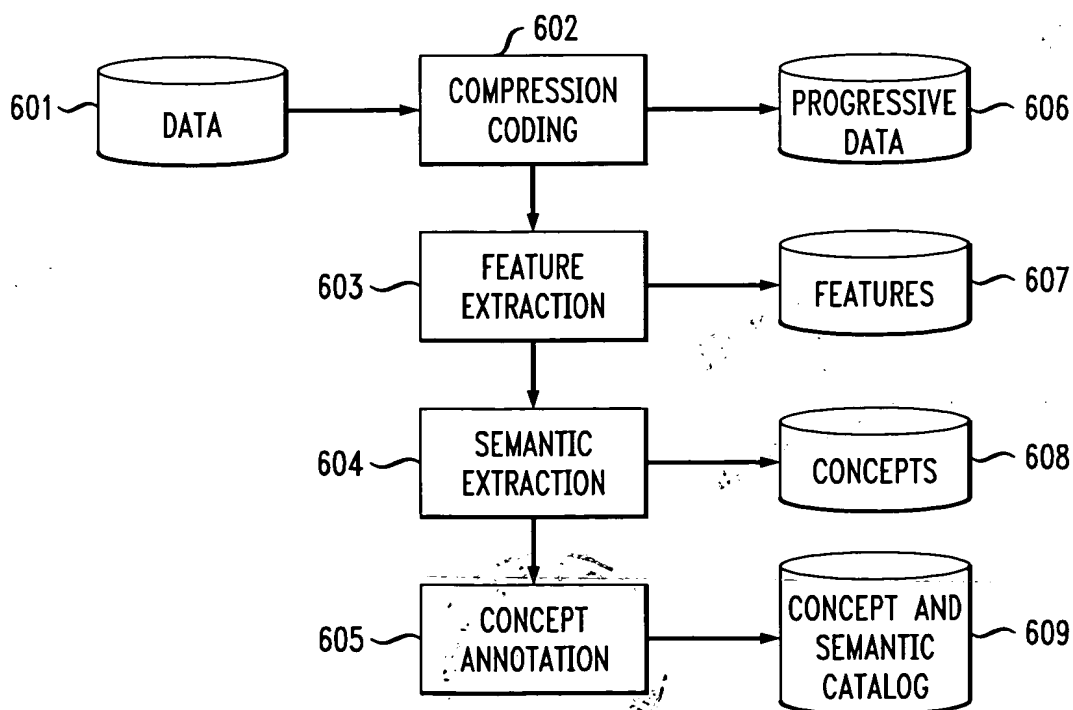 602
601
DATA
COMPRESSION
CODING
PROGRESSIVE
DATA
606
603
FEATURE
EXTRACTION
FEATURES
607
604
SEMANTIC
EXTRACTION
CONCEPTS
608
605
CONCEPT
ANNOTATION
CONCEPT AND
SEMANTIC
CATALOG
609